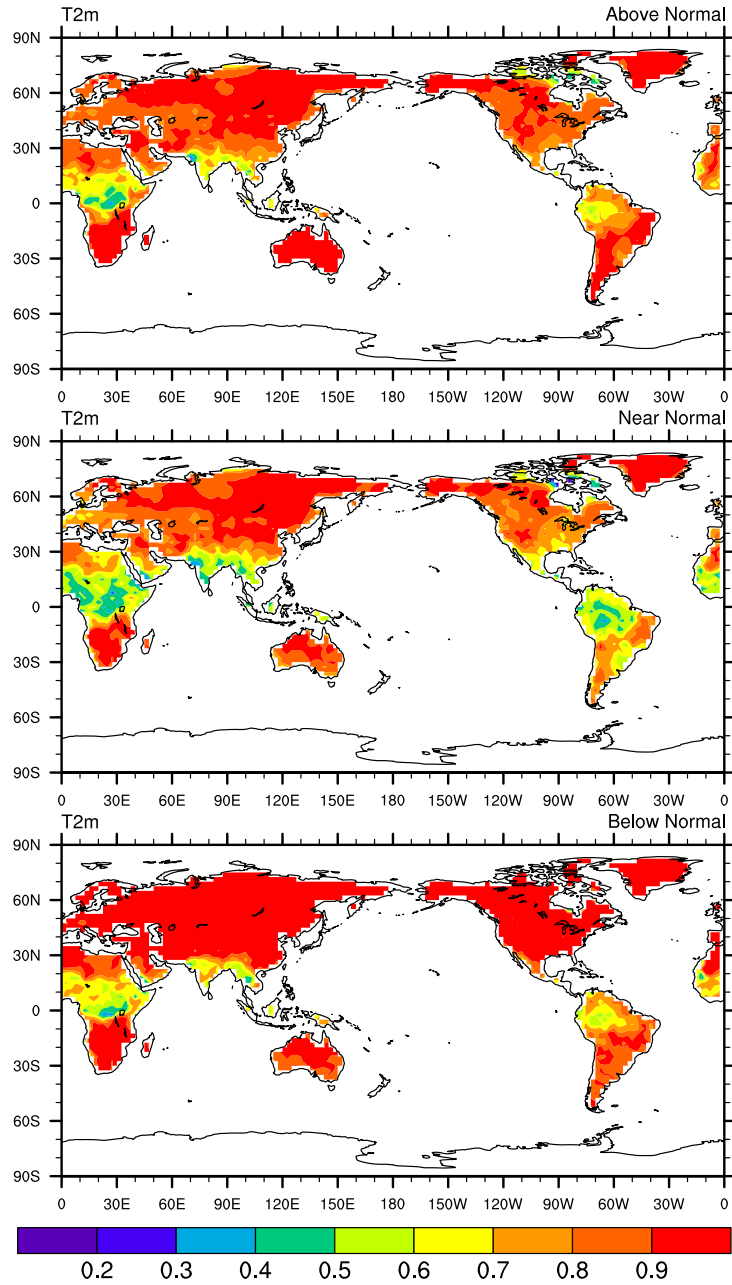 T2m Above Normal
90N
60N
30N
0
30S
60S
90S
0 30E 60E 90E 120E 150E 180 150W 120W 90W 60W 30W 0
T2m Near Normal
90N
60N
30N
0
30S
60S
90S
0 30E 60E 90E 120E 150E 180 150W 120W 90W 60W 30W 0
T2m Below Normal
90N
60N
30N
0
30S
60S
90S
0 30E 60E 90E 120E 150E 180 150W 120W 90W 60W 30W 0
0.2 0.3 0.4 0.5 0.6 0.7 0.8 0.9